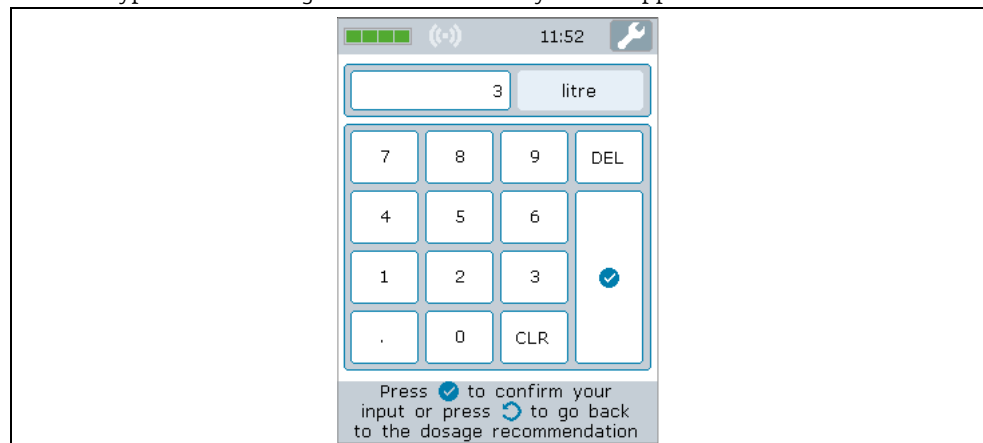 11:52
3 litre
7 8 9 DEL
4 5 6
1 2 3
. 0 CLR
Press to confirm your
input or press to go back
to the dosage recommendation